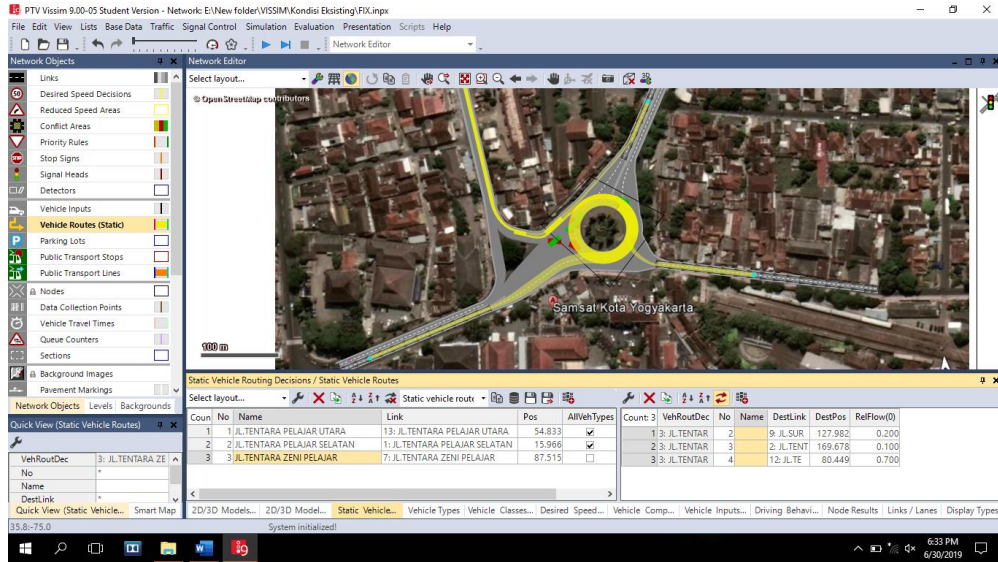 PTV Vissim 9.00-05 Student Version - Network: E:\New folder\VISSIM\Kondisi Eksisting\FIX.inpx
File Edit View Lists Base Data Traffic Signal Control Simulation Evaluation Presentation Scripts Help
Network Editor
Network Objects
Network Editor
Select layout...
Links
Desired Speed Decisions
Reduced Speed Areas
Conflict Areas
Priority Rules
Stop Signs
Signal Heads
Detectors
Vehicle Inputs
Vehicle Routes (Static)
Parking Lots
Public Transport Stops
Public Transport Lines
Nodes
Data Collection Points
Vehicle Travel Times
Queue Counters
Sections
Background Images
Pavement Markings
Network Objects Levels Backgrounds
© OpenStreetMap contributors
Samsat Kota Yogyakarta
100 m
Quick View (Static Vehicle Routes)
VehRoutDec 3: JL.TENTARA ZE
No *
Name
DestLink *
Quick View (Static Vehicle... Smart Map
Static Vehicle Routing Decisions / Static Vehicle Routes
Select layout... Static vehicle route
Coun No Name Link Pos AllVehTypes
1 1 JL.TENTARA PELAJAR UTARA 13: JL.TENTARA PELAJAR UTARA 54.833
2 2 JL.TENTARA PELAJAR SELATAN 1: JL.TENTARA PELAJAR SELATAN 15.966
3 3 JL.TENTARA ZENI PELAJAR 7: JL.TENTARA ZENI PELAJAR 87.515
Count: 3 VehRoutDec No Name DestLink DestPos RelFlow(0)
1 3: JL.TENTAR 2 9: JL.SUR 127.982 0.200
2 3: JL.TENTAR 3 2: JL.TENT 169.678 0.100
3 3: JL.TENTAR 4 12: JL.TE 80.449 0.700
2D/3D Models... 2D/3D Model... Static Vehicle... Vehicle Types Vehicle Classes... Desired Speed... Vehicle Comp... Vehicle Inputs... Driving Behavi... Node Results Links / Lanes Display Types
35.8:-75.0
System initialized!
6:33 PM
6/30/2019